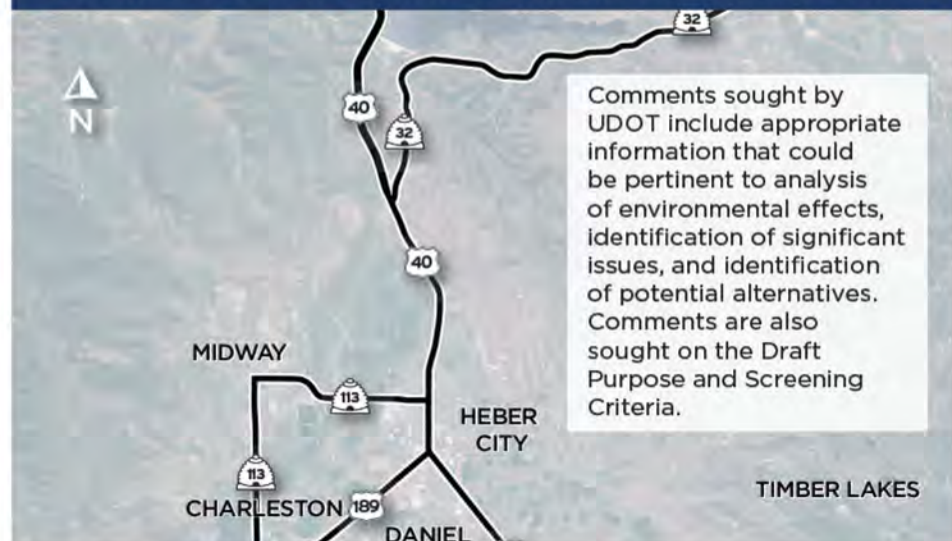 32
40
32
N
Comments sought by
UDOT include appropriate
information that could
be pertinent to analysis
of environmental effects,
identification of significant
issues, and identification
of potential alternatives.
Comments are also
sought on the Draft
Purpose and Screening
Criteria.
40
MIDWAY
113
HEBER
CITY
113
CHARLESTON
189
TIMBER LAKES
DANIEL